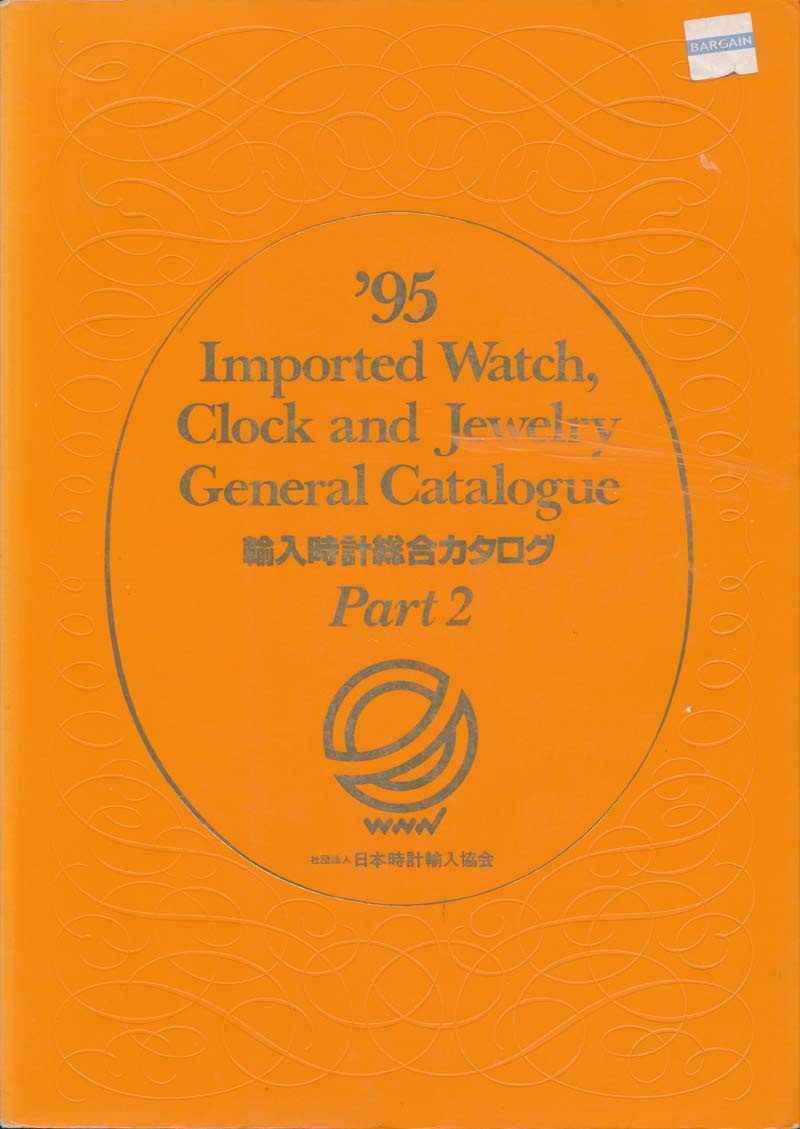 BARGAIN
’95
Imported Watch,
Clock and Jewelry
General Catalogue
輸入時計総合カタログ
Part 2
WNN
社団法人 日本時計輸入協会